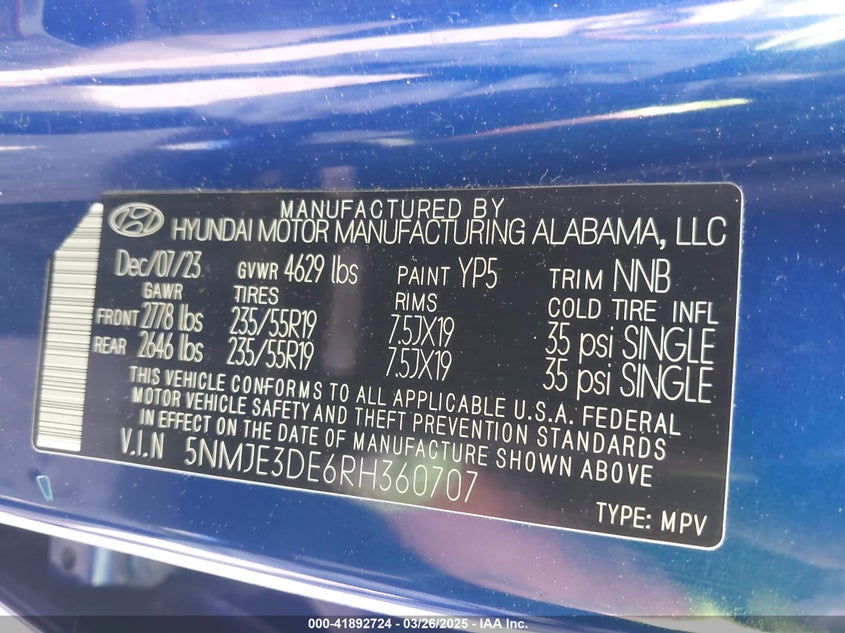 MANUFACTURED BY
HYUNDAI MOTOR MANUFACTURING ALABAMA, LLC
Dec/07/23 GVWR 4629 lbs PAINT YP5 TRIM NNB
GAWR TIRES RIMS COLD TIRE INFL
FRONT 2778 lbs 235/55R19 7.5JX19 35 psi SINGLE
REAR 2646 lbs 235/55R19 7.5JX19 35 psi SINGLE
THIS VEHICLE CONFORMS TO ALL APPLICABLE U.S.A. FEDERAL
MOTOR VEHICLE SAFETY AND THEFT PREVENTION STANDARDS
IN EFFECT ON THE DATE OF MANUFACTURE SHOWN ABOVE
V.I.N 5NMJE3DE6RH360707
TYPE: MPV
000-41892724 - 03/26/2025 - IAA Inc.